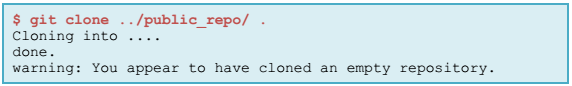 $ git clone ../public_repo/ .
Cloning into ....
done.
warning: You appear to have cloned an empty repository.